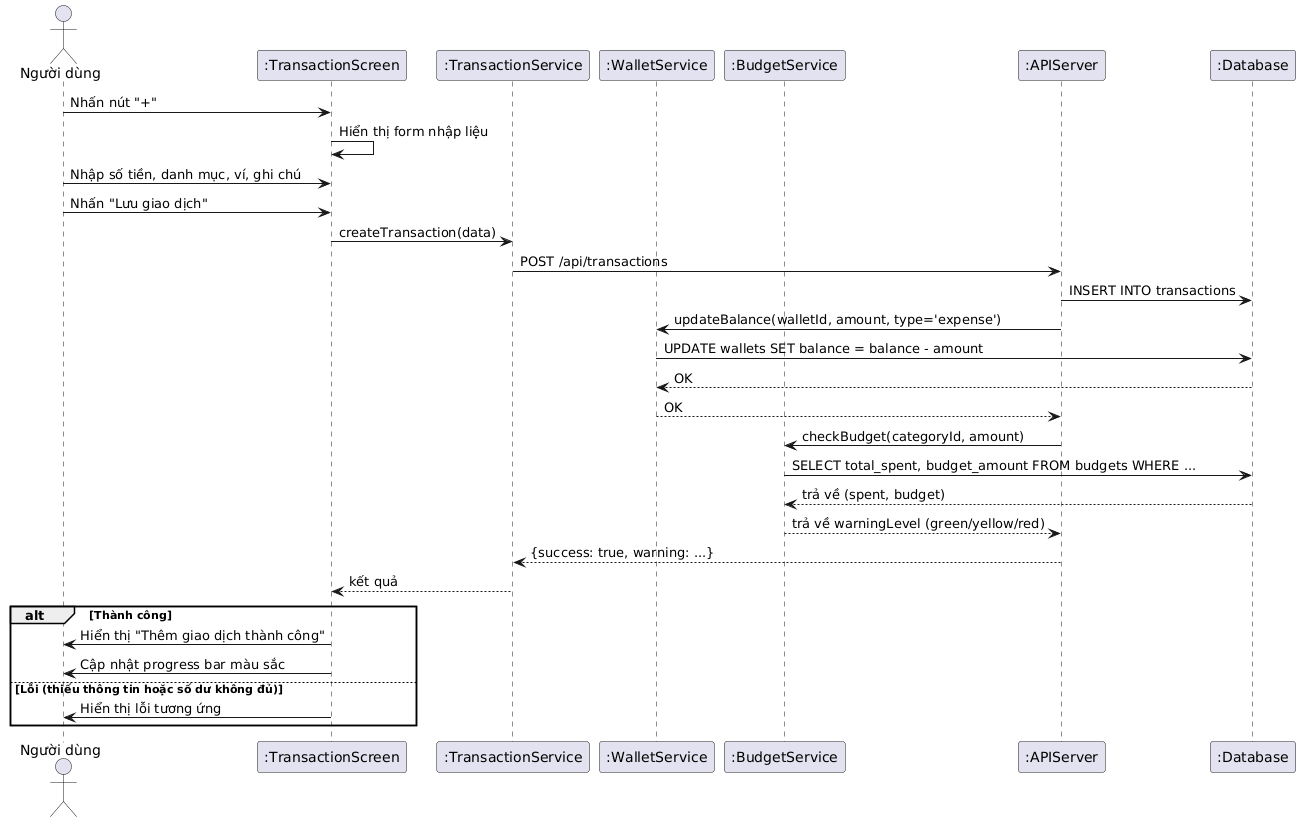 Người dùng
:TransactionScreen
:TransactionService
:WalletService
:BudgetService
:APIServer
:Database
Nhấn nút "+"
Hiển thị form nhập liệu
Nhập số tiền, danh mục, ví, ghi chú
Nhấn "Lưu giao dịch"
createTransaction(data)
POST /api/transactions
INSERT INTO transactions
updateBalance(walletId, amount, type='expense')
UPDATE wallets SET balance = balance - amount
OK
OK
checkBudget(categoryId, amount)
SELECT total_spent, budget_amount FROM budgets WHERE ...
trả về (spent, budget)
trả về warningLevel (green/yellow/red)
{success: true, warning: ...}
kết quả
alt [Thành công]
Hiển thị "Thêm giao dịch thành công"
Cập nhật progress bar màu sắc
[Lỗi (thiếu thông tin hoặc số dư không đủ)]
Hiển thị lỗi tương ứng
Người dùng
:TransactionScreen
:TransactionService
:WalletService
:BudgetService
:APIServer
:Database